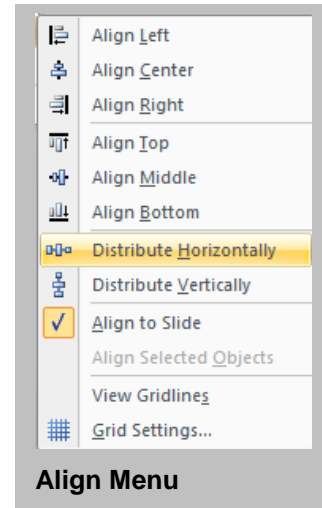 Align Left
Align Center
Align Right
Align Top
Align Middle
Align Bottom
Distribute Horizontally
Distribute Vertically
Align to Slide
Align Selected Objects
View Gridlines
Grid Settings...
Align Menu